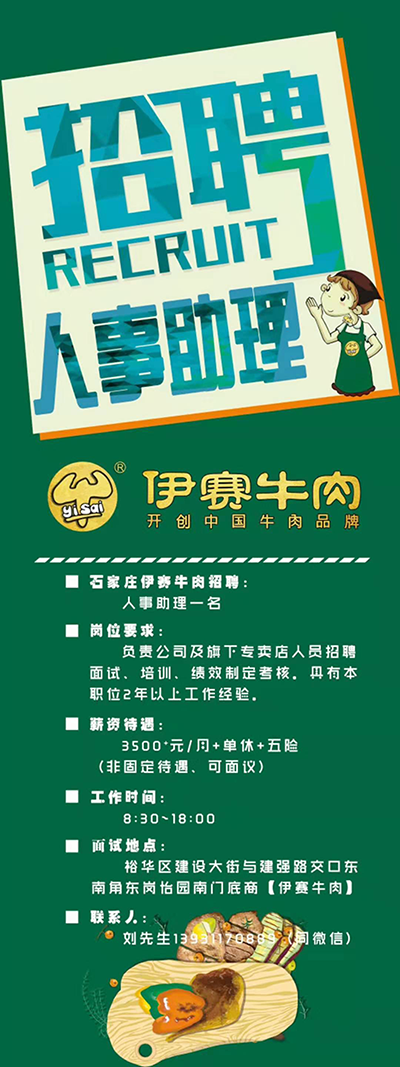 招聘
RECRUIT
人事助理
yisai
®
伊赛牛肉
开创中国牛肉品牌
■ 石家庄伊赛牛肉招聘：
人事助理一名
■ 岗位要求：
负责公司及旗下专卖店人员招聘
面试、培训、绩效制定考核。具有本
职位2年以上工作经验。
■ 薪资待遇：
3500+元/月+单休+五险
（非固定待遇、可面议）
■ 工作时间：
8:30~18:00
■ 面试地点：
裕华区建设大街与建强路交口东
南角东岗怡园南门底商【伊赛牛肉】
■ 联系人：
刘先生13931170889（同微信）